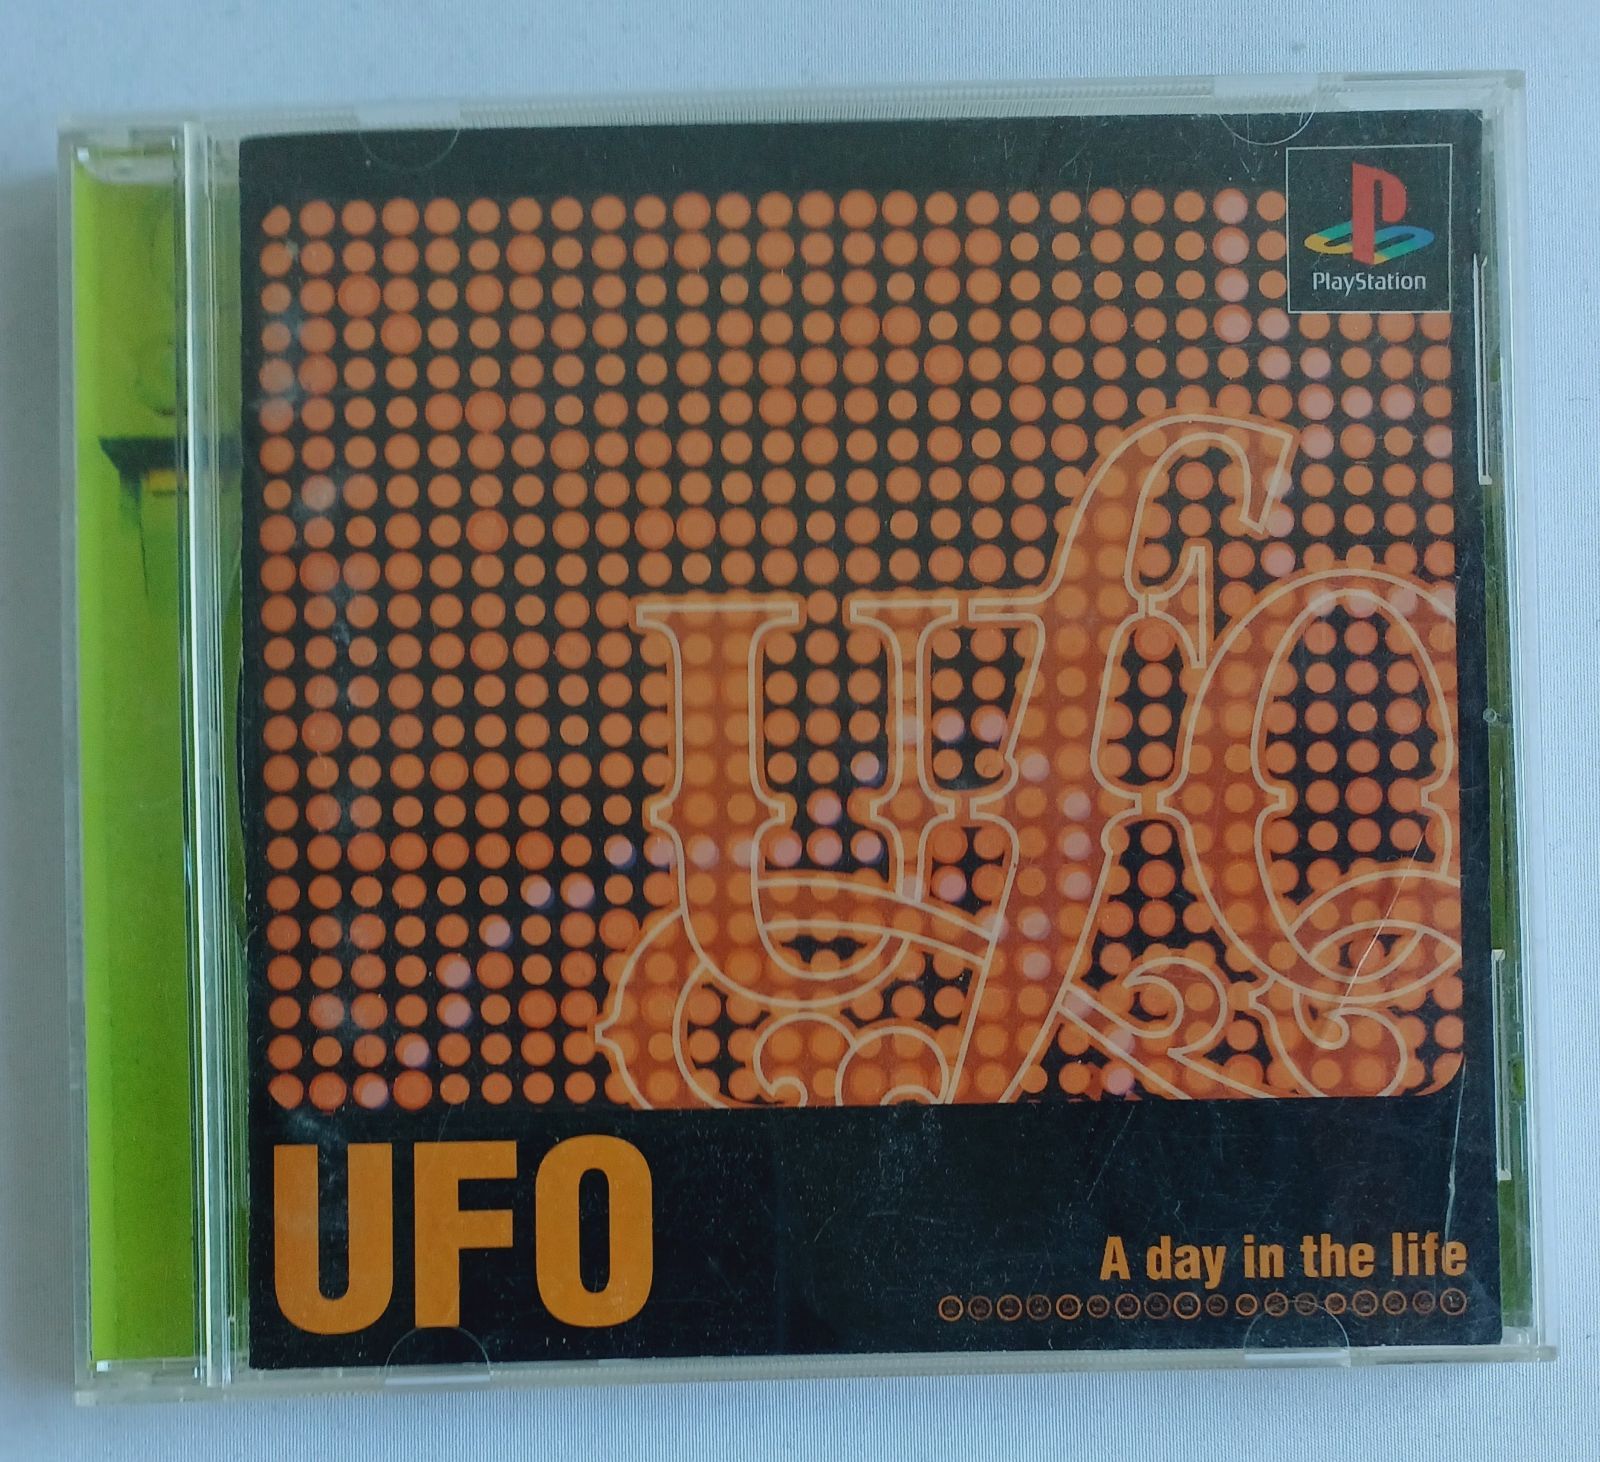 PlayStation
ufo
UFO
A day in the life